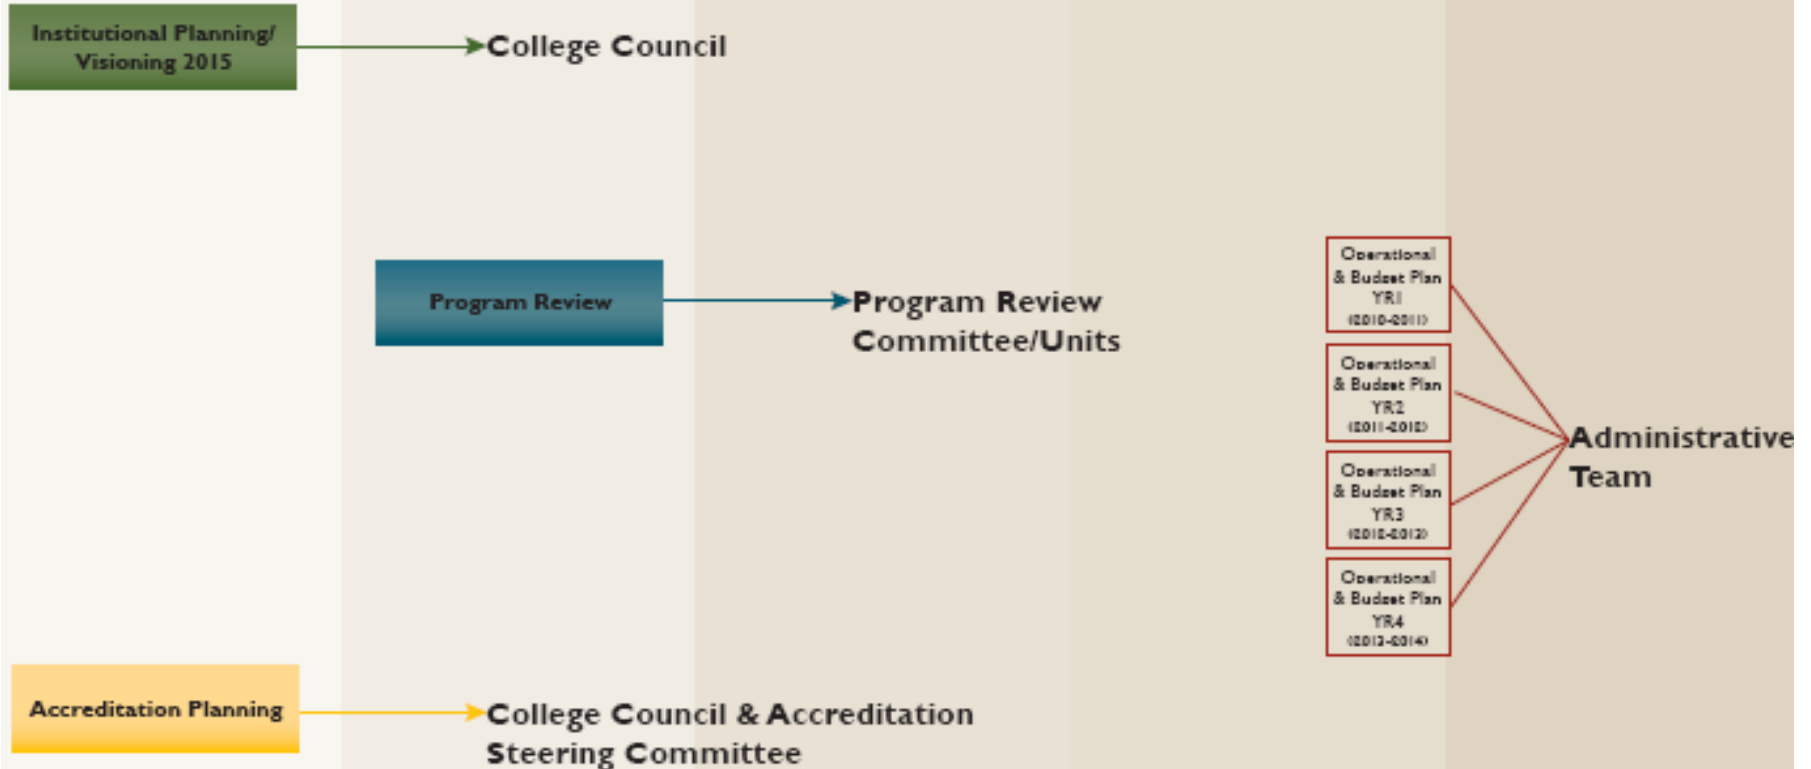 Institutional Planning/
Visioning 2015
College Council
Program Review
Program Review
Committee/Units
Operational
& Budget Plan
YR1
(2010-2011)
Operational
& Budget Plan
YR2
(2011-2012)
Operational
& Budget Plan
YR3
(2012-2013)
Operational
& Budget Plan
YR4
(2013-2014)
Administrative
Team
Accreditation Planning
College Council & Accreditation
Steering Committee